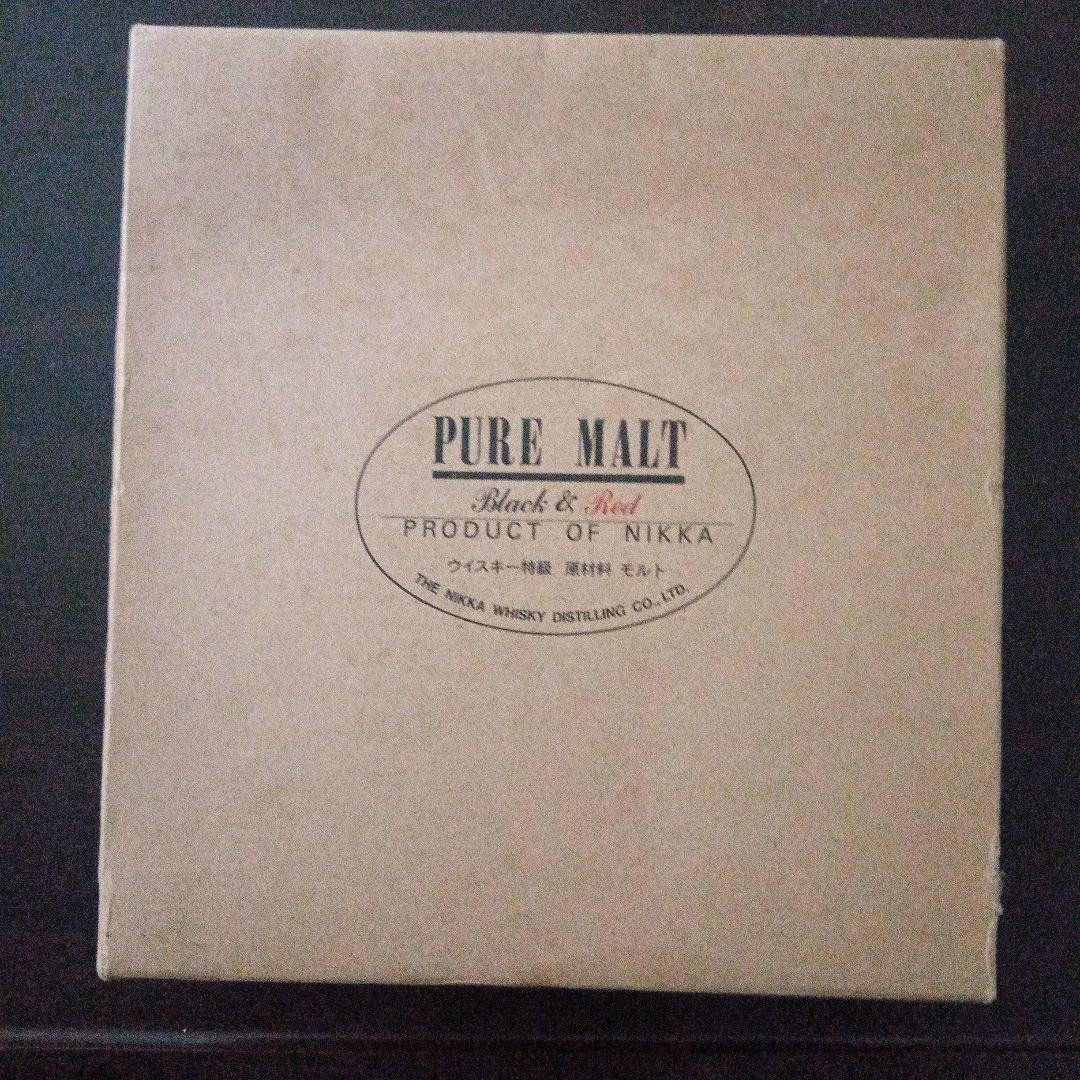 PURE MALT
Black & Red
PRODUCT OF NIKKA
ウイスキー特級 原材料 モルト
THE NIKKA WHISKY DISTILLING CO., LTD.